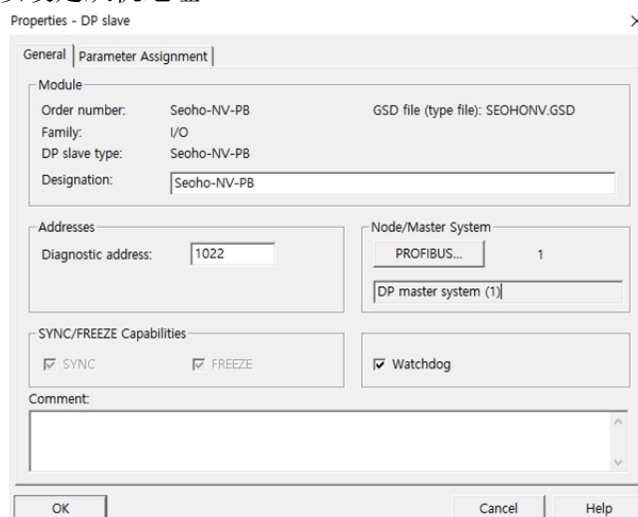 Properties - DP slave
General Parameter Assignment
Module
Order number: Seoho-NV-PB GSD file (type file): SEOHONV.GSD
Family: I/O
DP slave type: Seoho-NV-PB
Designation: Seoho-NV-PB
Addresses
Diagnostic address: 1022
Node/Master System
PROFIBUS... 1
DP master system (1)
SYNC/FREEZE Capabilities
SYNC FREEZE
Watchdog
Comment:
OK Cancel Help